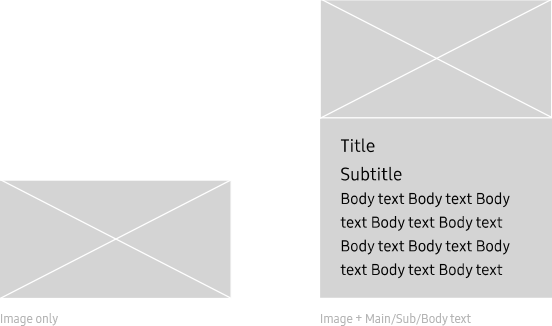 Title
Subtitle
Body text Body text Body
text Body text Body text
Body text Body text Body
text Body text Body text
Image only
Image + Main/Sub/Body text